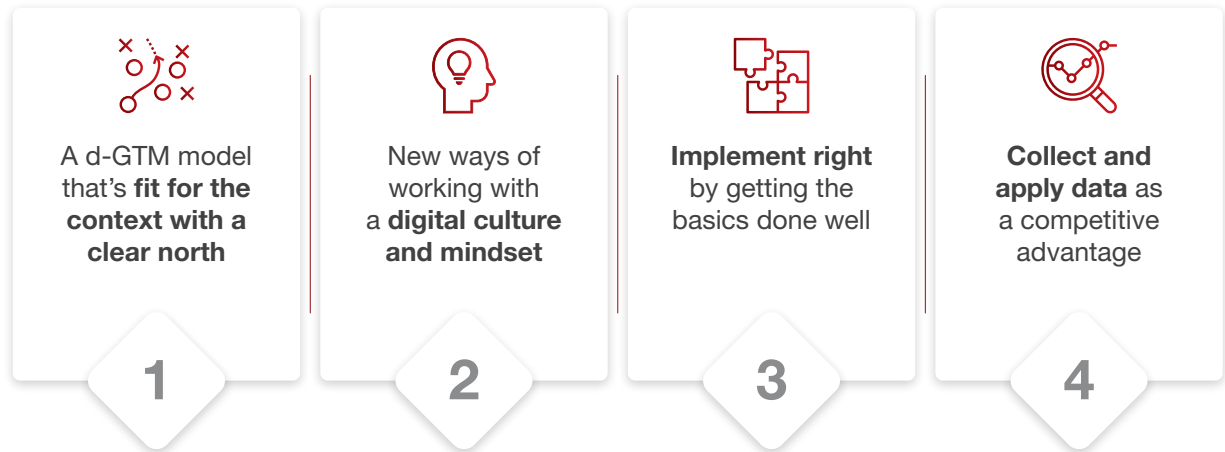 A d-GTM model
that’s fit for the
context with a
clear north
1
New ways of
working with
a digital culture
and mindset
2
Implement right
by getting the
basics done well
3
Collect and
apply data as
a competitive
advantage
4